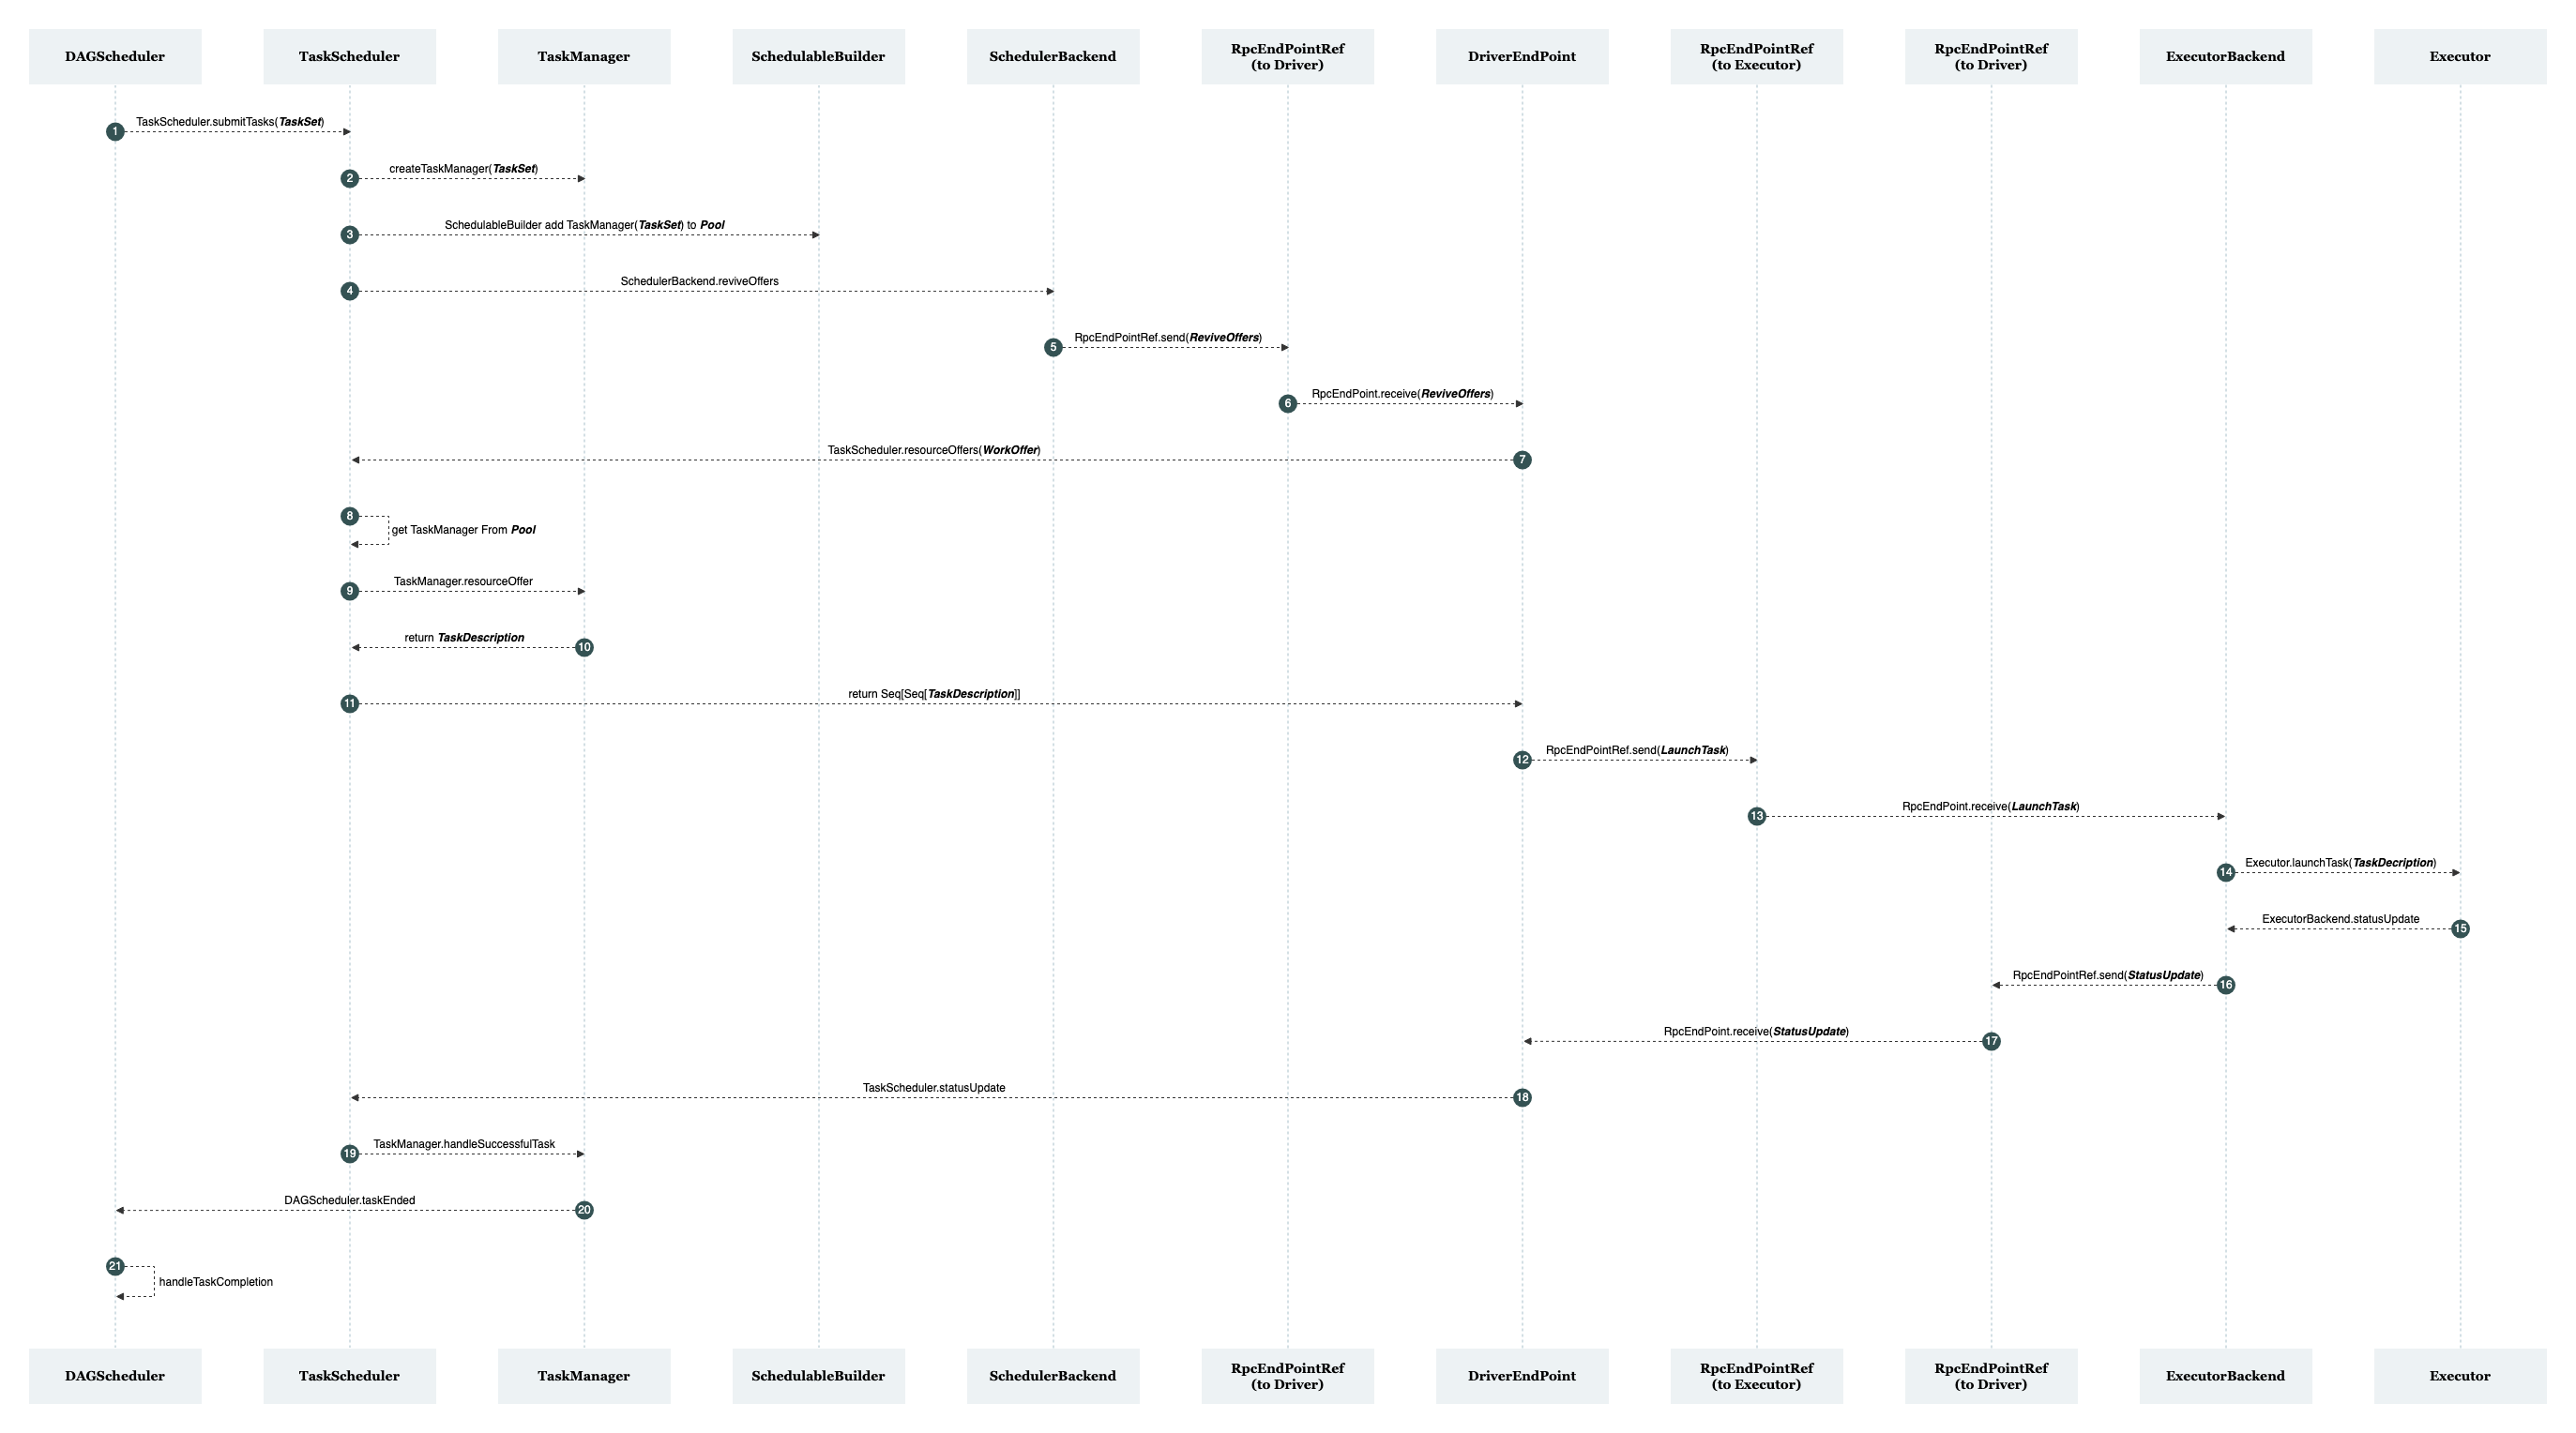 DAGScheduler
TaskScheduler
TaskManager
SchedulableBuilder
SchedulerBackend
RpcEndPointRef
(to Driver)
DriverEndPoint
RpcEndPointRef
(to Executor)
RpcEndPointRef
(to Driver)
ExecutorBackend
Executor
1 TaskScheduler.submitTasks(TaskSet)
2 createTaskManager(TaskSet)
3 SchedulableBuilder add TaskManager(TaskSet) to Pool
4 SchedulerBackend.reviveOffers
5 RpcEndPointRef.send(ReviveOffers)
6 RpcEndPoint.receive(ReviveOffers)
TaskScheduler.resourceOffers(WorkOffer) 7
8 get TaskManager From Pool
9 TaskManager.resourceOffer
return TaskDescription 10
11 return Seq[Seq[TaskDescription]]
12 RpcEndPointRef.send(LaunchTask)
13 RpcEndPoint.receive(LaunchTask)
14 Executor.launchTask(TaskDecription)
ExecutorBackend.statusUpdate 15
RpcEndPointRef.send(StatusUpdate) 16
RpcEndPoint.receive(StatusUpdate) 17
TaskScheduler.statusUpdate 18
19 TaskManager.handleSuccessfulTask
DAGScheduler.taskEnded 20
21 handleTaskCompletion
DAGScheduler
TaskScheduler
TaskManager
SchedulableBuilder
SchedulerBackend
RpcEndPointRef
(to Driver)
DriverEndPoint
RpcEndPointRef
(to Executor)
RpcEndPointRef
(to Driver)
ExecutorBackend
Executor